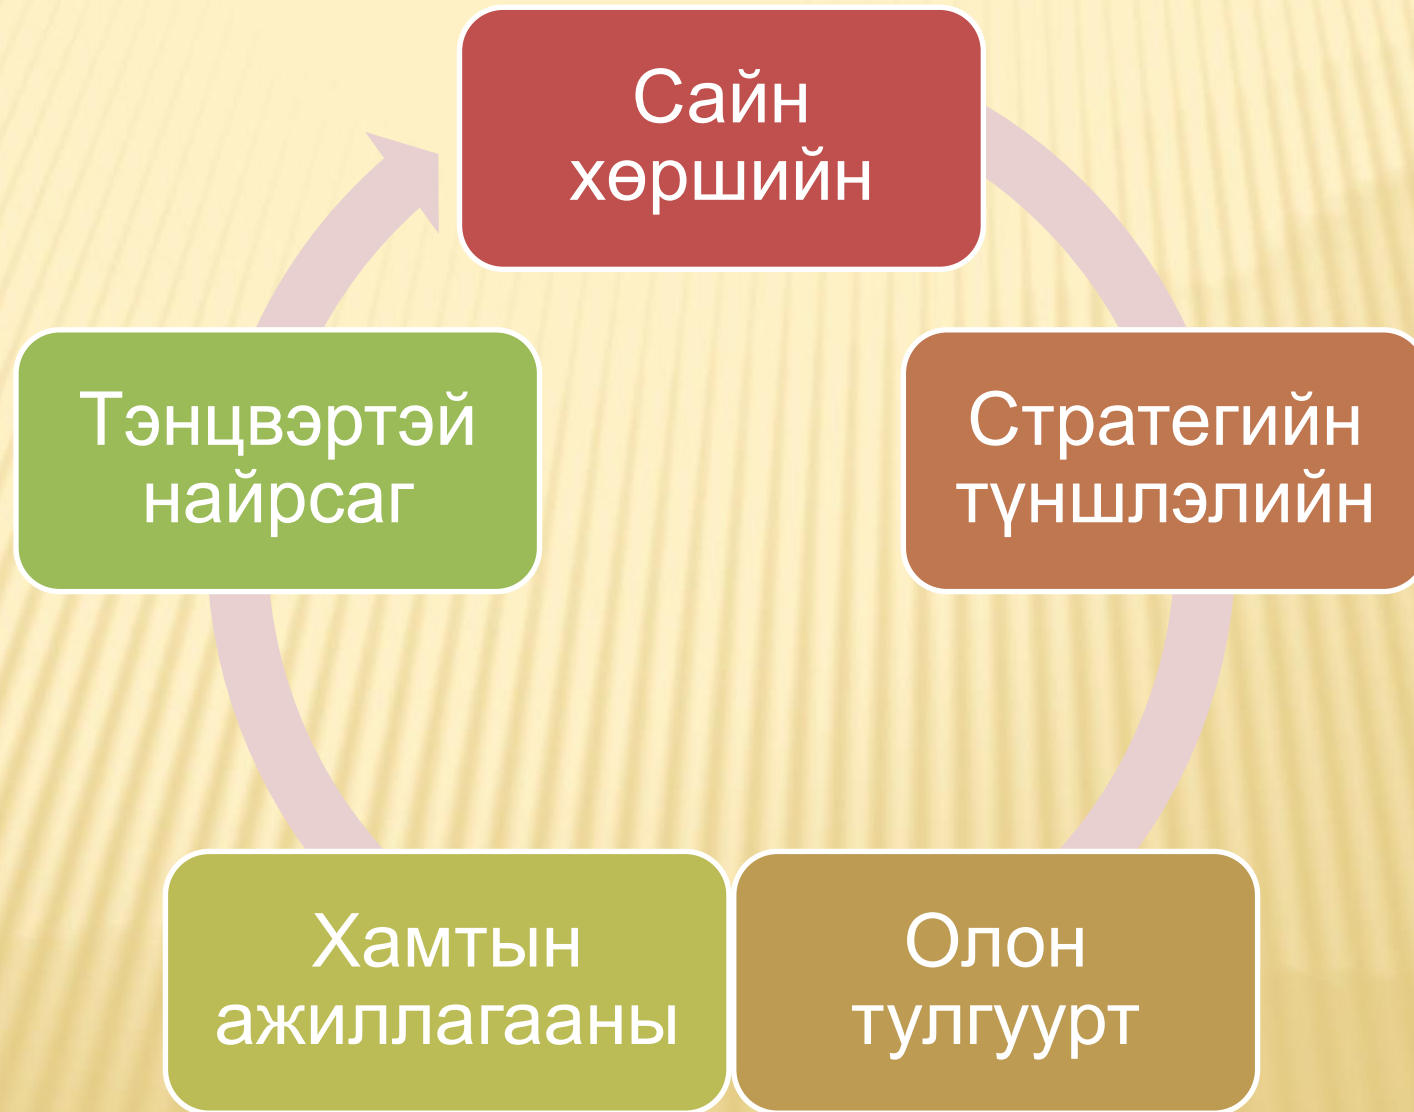 Сайн
хөршийн
Стратегийн
түншлэлийн
Олон
тулгуурт
Хамтын
ажиллагааны
Тэнцвэртэй
найрсаг